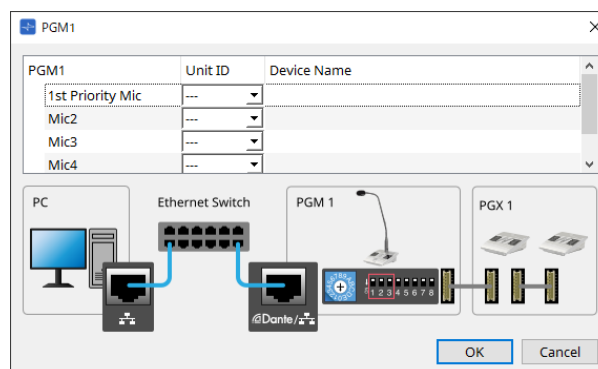 PGM1
PGM1 Unit ID Device Name
1st Priority Mic ---
Mic2 ---
Mic3 ---
Mic4 ---
PC Ethernet Switch PGM 1 PGX 1
1 2 3 4 5 6 7 8
Dante/
OK Cancel